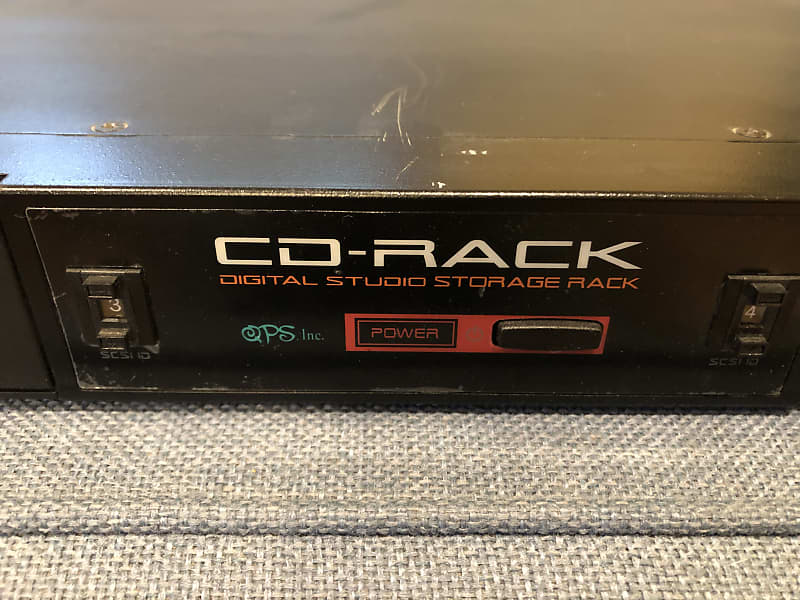 CD-RACK
DIGITAL STUDIO STORAGE RACK
3
4
QPS, Inc.
POWER
SCSI ID
SCSI ID